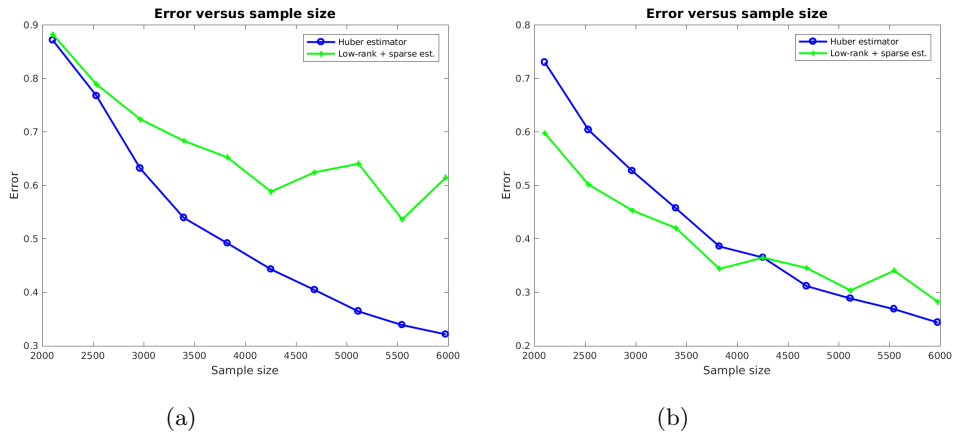 Error versus sample size
Huber estimator
Low-rank + sparse est.
Error
0.9
0.8
0.7
0.6
0.5
0.4
0.3
2000 2500 3000 3500 4000 4500 5000 5500 6000
Sample size
(a)
Error versus sample size
Huber estimator
Low-rank + sparse est.
Error
0.8
0.7
0.6
0.5
0.4
0.3
0.2
2000 2500 3000 3500 4000 4500 5000 5500 6000
Sample size
(b)